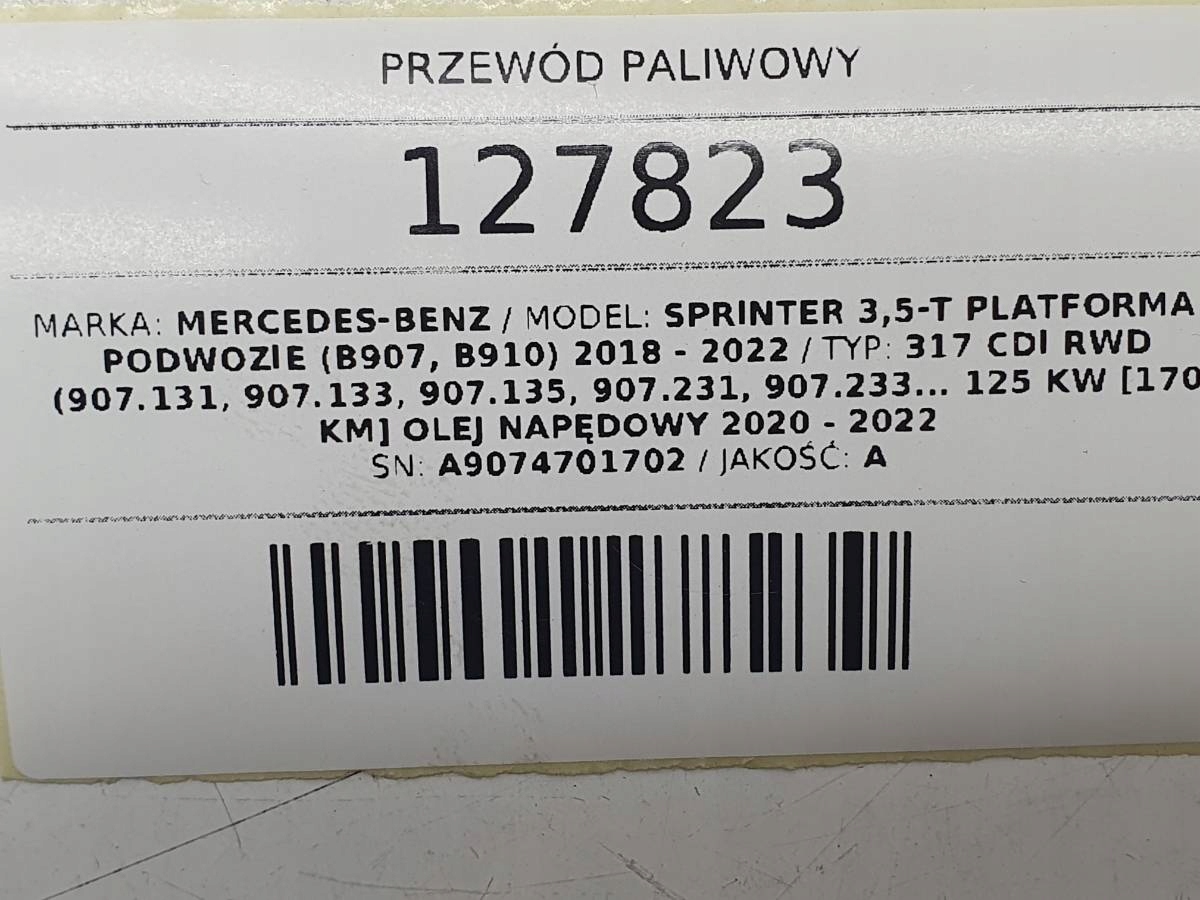 PRZEWÓD PALIWOWY
127823
MARKA: MERCEDES-BENZ / MODEL: SPRINTER 3,5-T PLATFORMA
PODWOZIE (B907, B910) 2018 - 2022 / TYP: 317 CDI RWD
(907.131, 907.133, 907.135, 907.231, 907.233... 125 KW [170
KM] OLEJ NAPĘDOWY 2020 - 2022
SN: A9074701702 / JAKOŚĆ: A